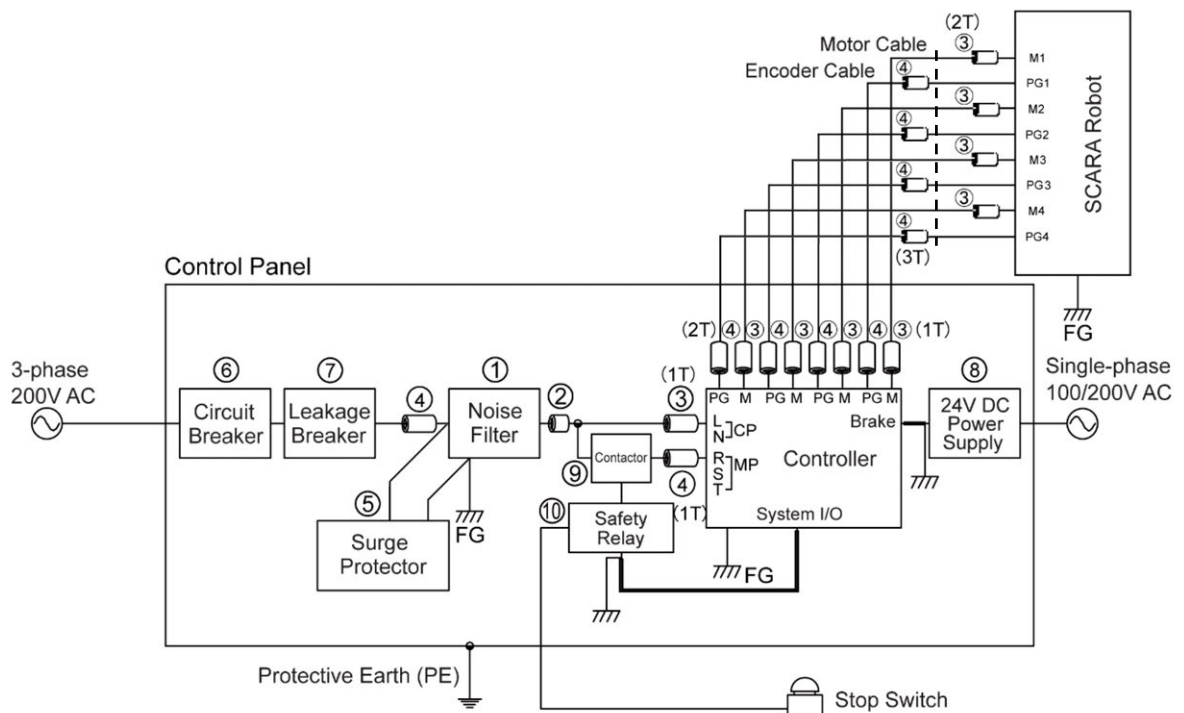 (2T)
Motor Cable
③
M1
Encoder Cable
④
PG1
③
M2
④
PG2
③
M3
④
PG3
③
M4
④
PG4
(3T)
SCARA Robot
FG
Control Panel
(2T) ④ ③ ④ ③ ④ ③ ④ ③ (1T)
3-phase
200V AC
⑥
Circuit
Breaker
⑦
Leakage
Breaker
④
①
Noise
Filter
FG
②
(1T)
③
⑤
Surge
Protector
⑨
Contactor
④
(1T)
⑩
Safety
Relay
PG M PG M PG M PG M
L
N
CP
R
S
T
MP
Brake
Controller
System I/O
FG
⑧
24V DC
Power
Supply
Single-phase
100/200V AC
Protective Earth (PE)
Stop Switch